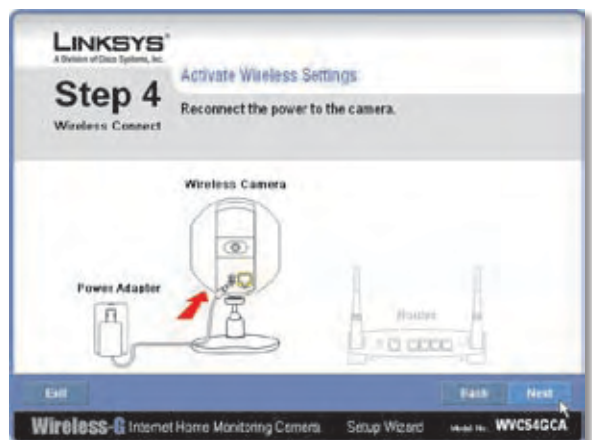 LINKSYS®
A Division of Cisco Systems, Inc.
Step 4
Wireless Connect
Activate Wireless Settings
Reconnect the power to the camera.
Wireless Camera
Power Adapter
Router
Exit
Back
Next
Wireless-G Internet Home Monitoring Camera
Setup Wizard
Model No. WVC54GCA